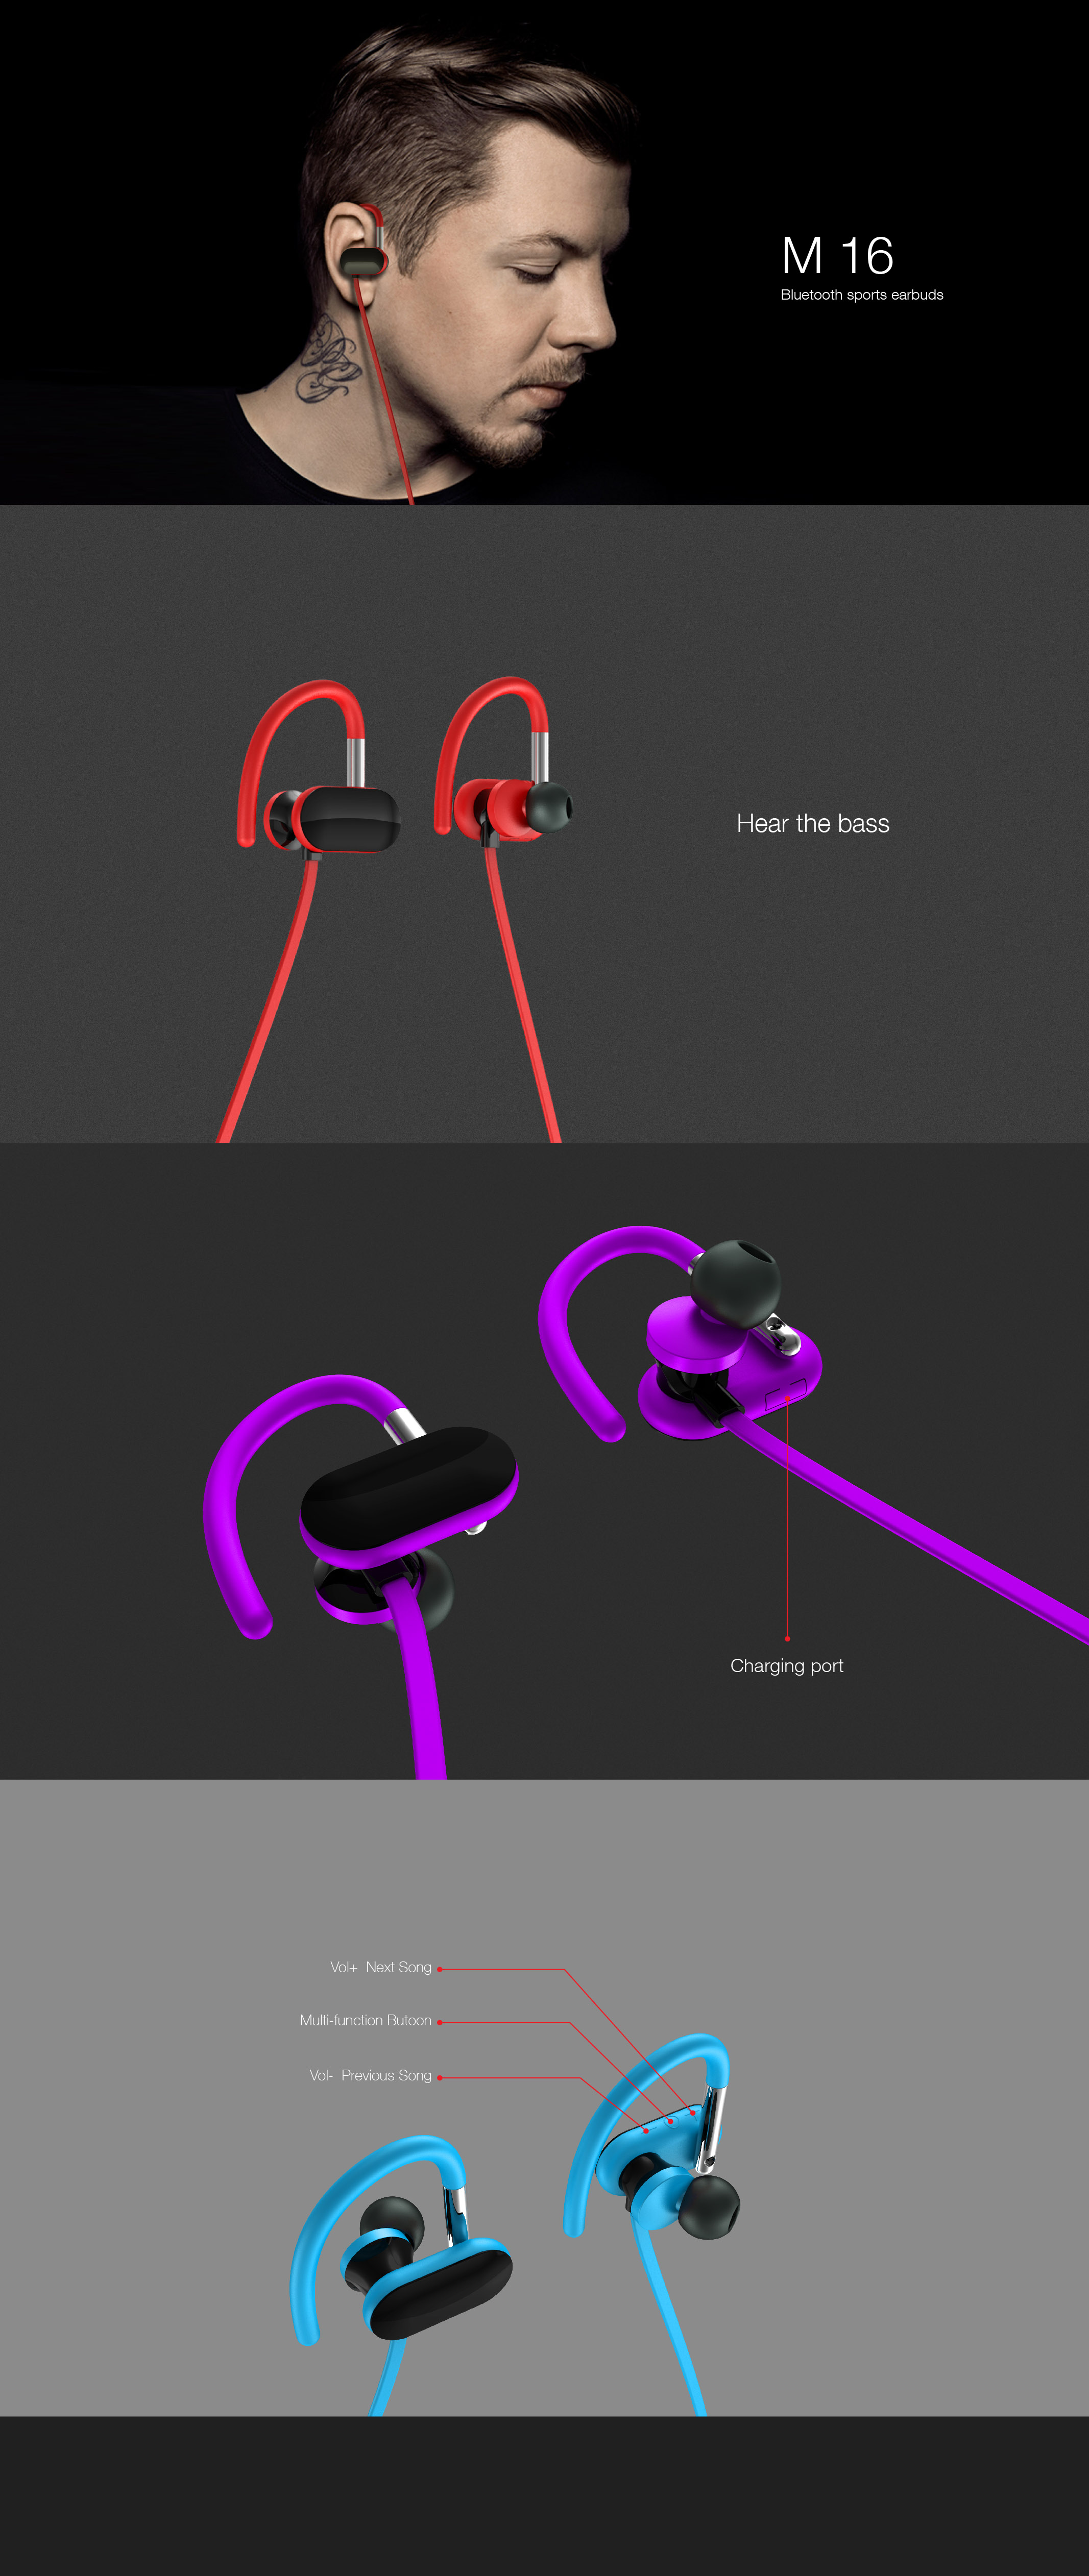 M 16
Bluetooth sports earbuds
Hear the bass
Charging port
Vol+  Next Song
Multi-function Butoon
Vol-  Previous Song